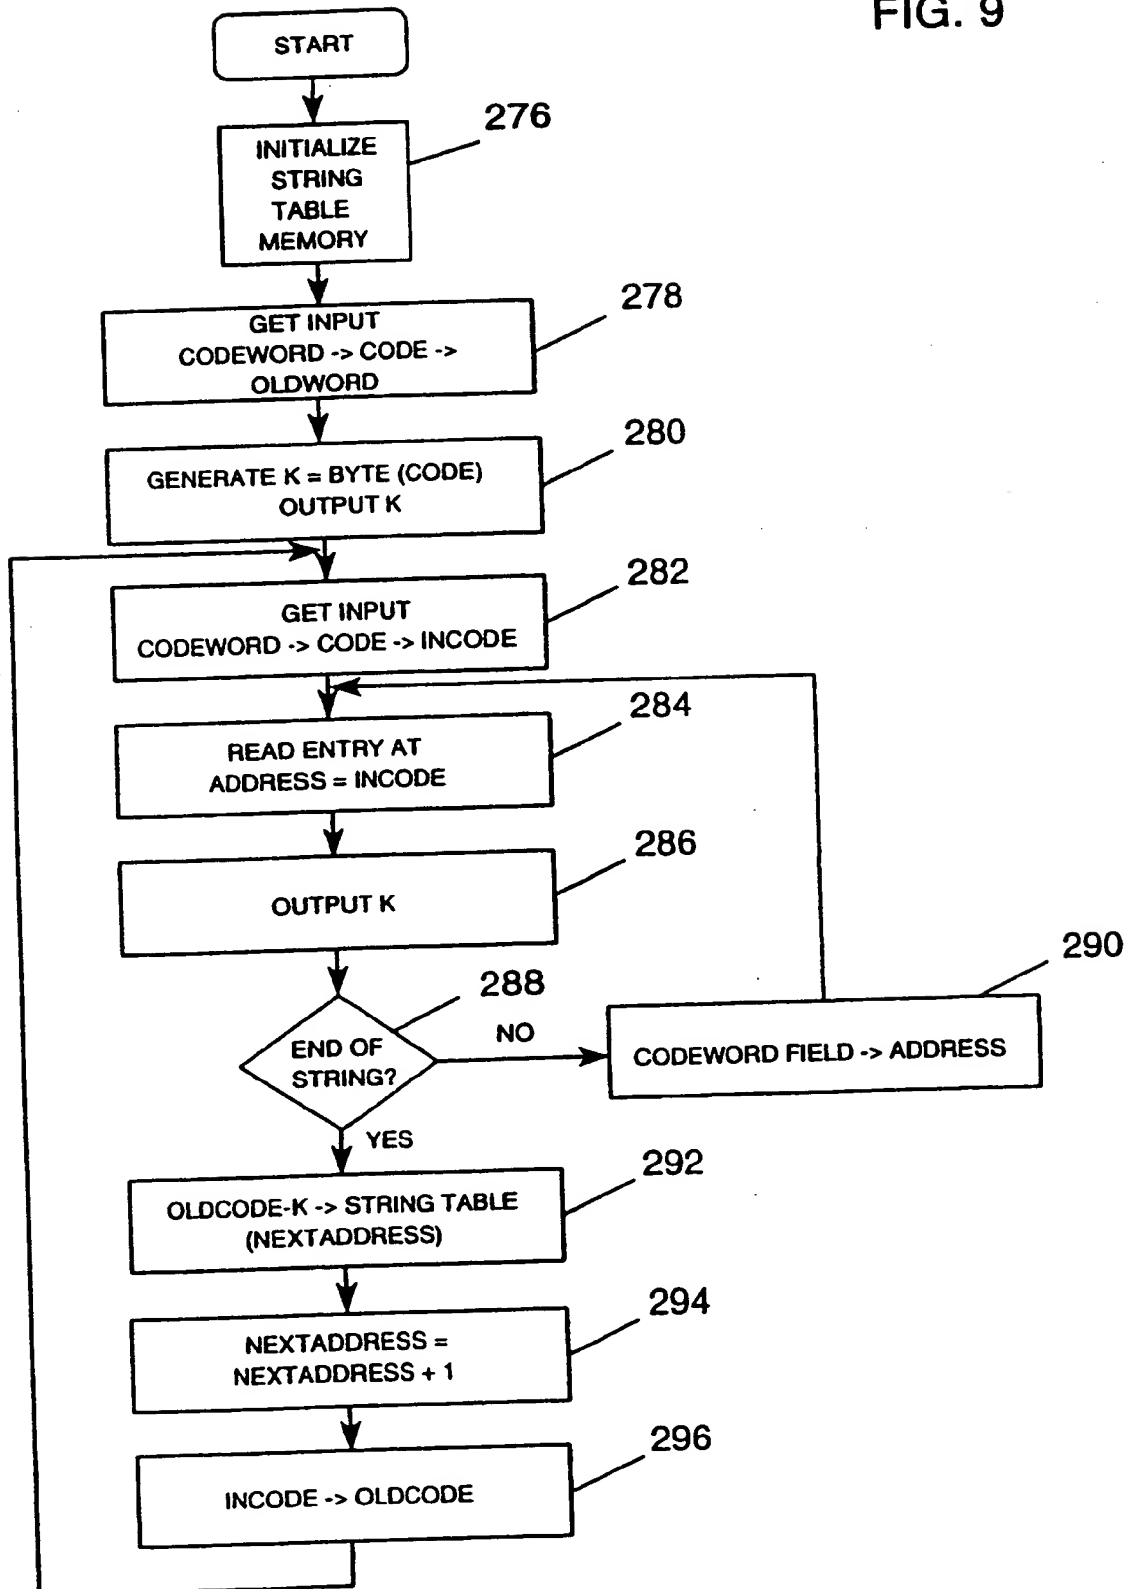 FIG. 9
START
276
INITIALIZE
STRING
TABLE
MEMORY
278
GET INPUT
CODEWORD -> CODE ->
OLDWORD
280
GENERATE K = BYTE (CODE)
OUTPUT K
282
GET INPUT
CODEWORD -> CODE -> INCODE
284
READ ENTRY AT
ADDRESS = INCODE
286
OUTPUT K
288
END OF
STRING?
NO
290
CODEWORD FIELD -> ADDRESS
YES
292
OLDCODE-K -> STRING TABLE
(NEXTADDRESS)
294
NEXTADDRESS =
NEXTADDRESS + 1
296
INCODE -> OLDCODE